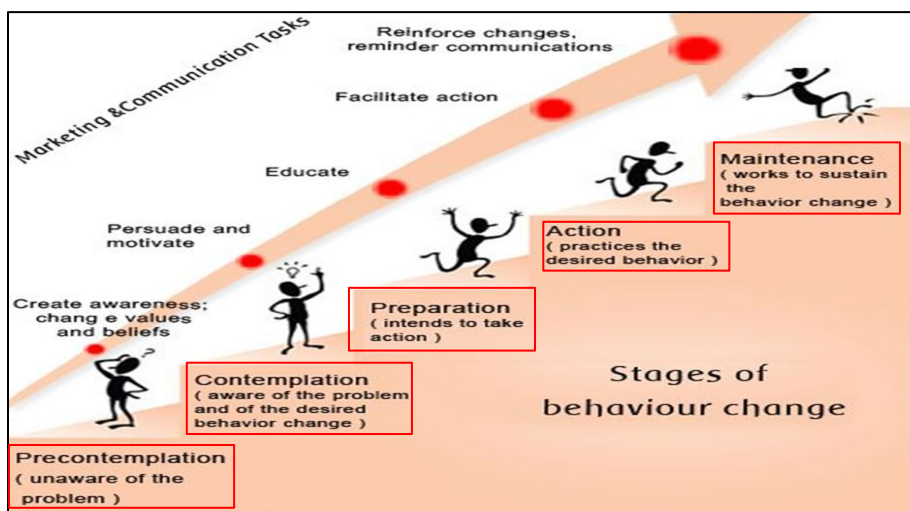 Marketing &Communication Tasks
Reinforce changes,
reminder communications
Facilitate action
Educate
Persuade and
motivate
Create awareness;
chang e values
and beliefs
?
Maintenance
( works to sustain
the
behavior change )
Action
( practices the
desired behavior )
Preparation
( intends to take
action )
Contemplation
( aware of the problem
and of the desired
behavior change )
Precontemplation
( unaware of the
problem )
Stages of
behaviour change